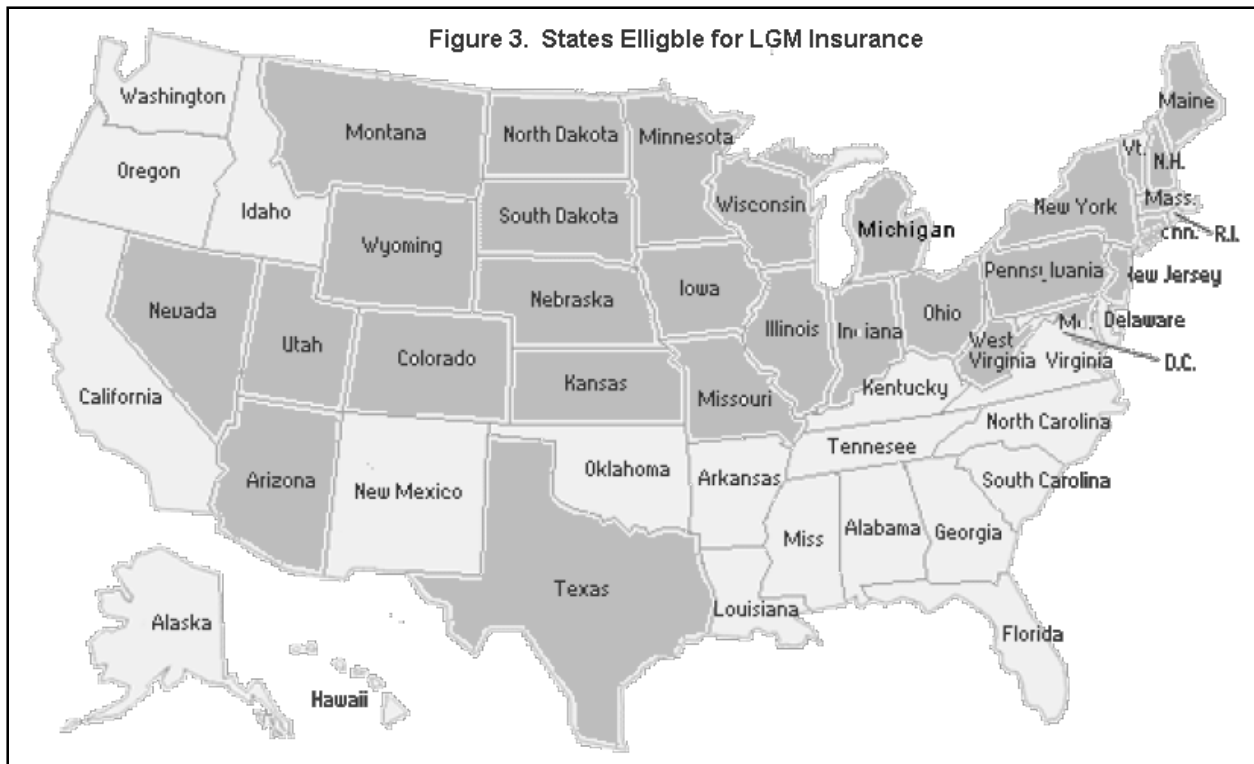 Figure 3. States Elligble for LGM Insurance
Washington
Montana
North Dakota
Minnesota
Maine
Oregon
Idaho
Wyoming
South Dakota
Wisconsin
Michigan
New York
Vt.
N.H.
Mass.
R.I.
Nevada
Utah
Colorado
Nebraska
Iowa
Illinois
Indiana
Ohio
Pennsylvania
New Jersey
Delaware
D.C.
West
Virginia
Virginia
California
Kansas
Missouri
Kentucky
North Carolina
Tennesee
Arizona
New Mexico
Oklahoma
Arkansas
South Carolina
Miss
Alabama
Georgia
Texas
Louisiana
Florida
Alaska
Hawaii